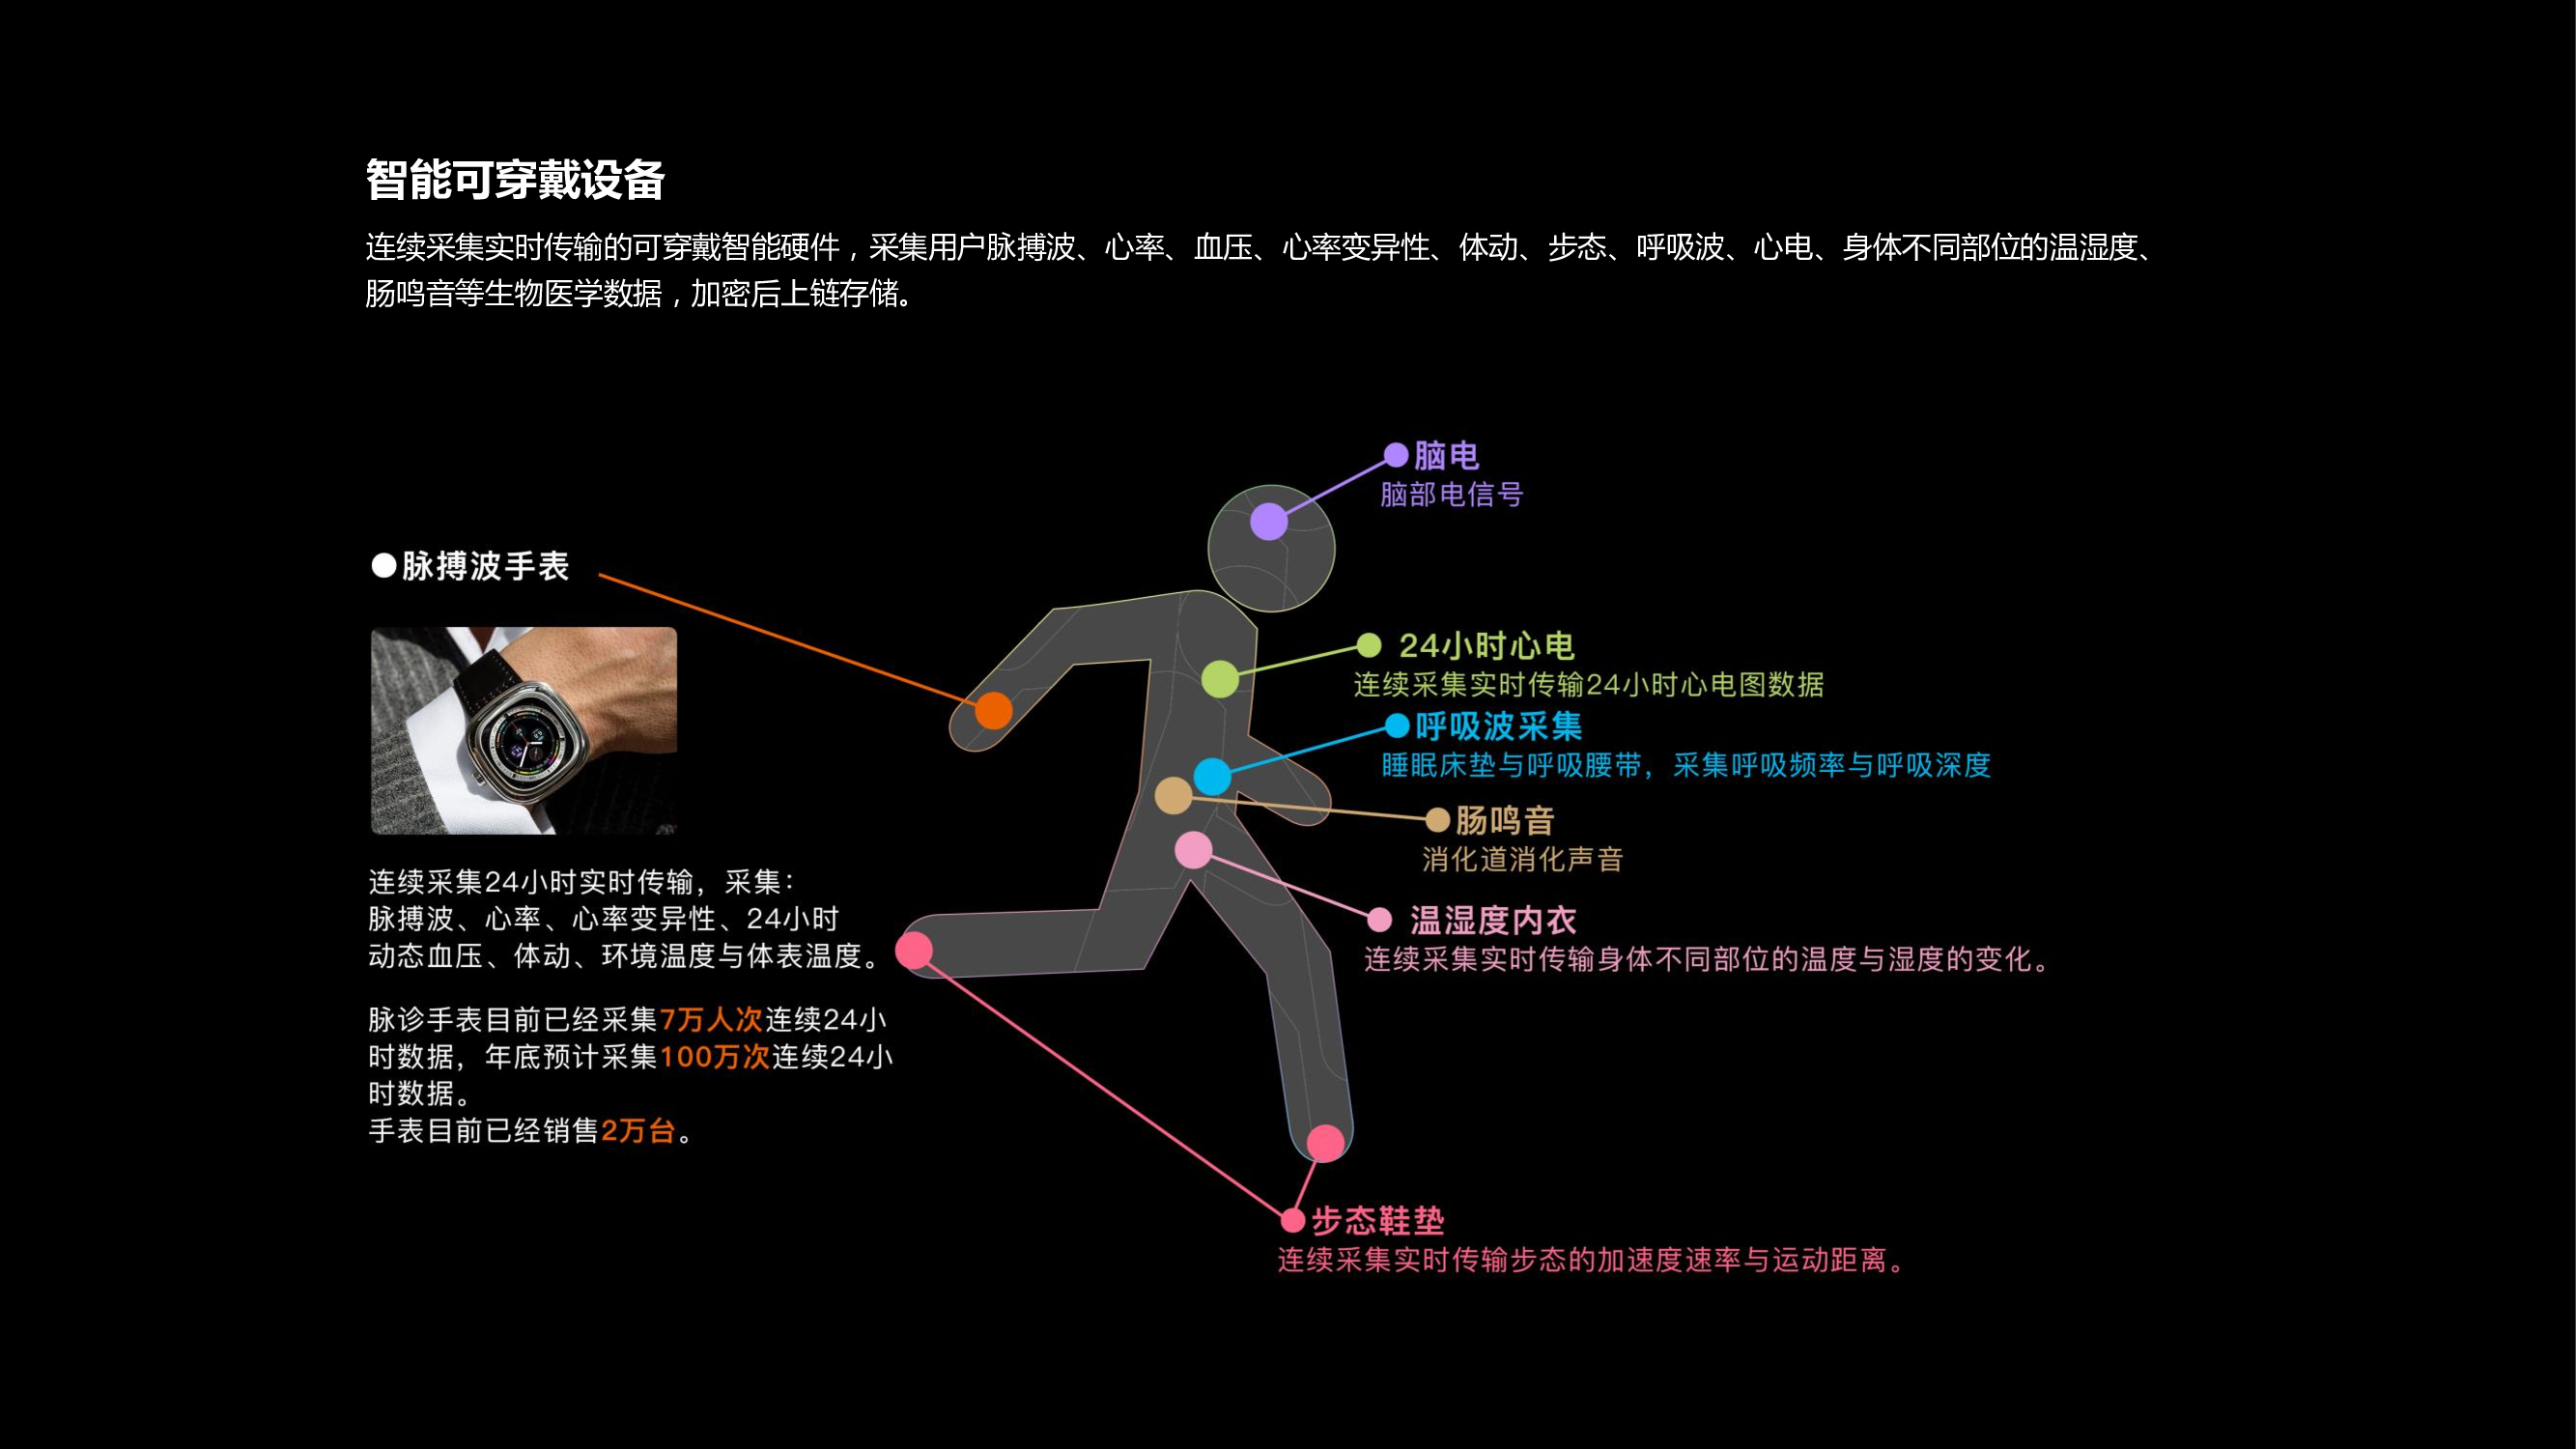 智能可穿戴设备
连续采集实时传输的可穿戴智能硬件，采集用户脉搏波、心率、血压、心率变异性、体动、步态、呼吸波、心电、身体不同部位的温湿度、
肠鸣音等生物医学数据，加密后上链存储。
脑电
脑部电信号
脉搏波手表
24小时心电
连续采集实时传输24小时心电图数据
呼吸波采集
睡眠床垫与呼吸腰带，采集呼吸频率与呼吸深度
肠鸣音
消化道消化声音
温湿度内衣
连续采集实时传输身体不同部位的温度与湿度的变化。
连续采集24小时实时传输，采集：
脉搏波、心率、心率变异性、24小时
动态血压、体动、环境温度与体表温度。
脉诊手表目前已经采集7万人次连续24小
时数据，年底预计采集100万次连续24小
时数据。
手表目前已经销售2万台。
步态鞋垫
连续采集实时传输步态的加速度速率与运动距离。